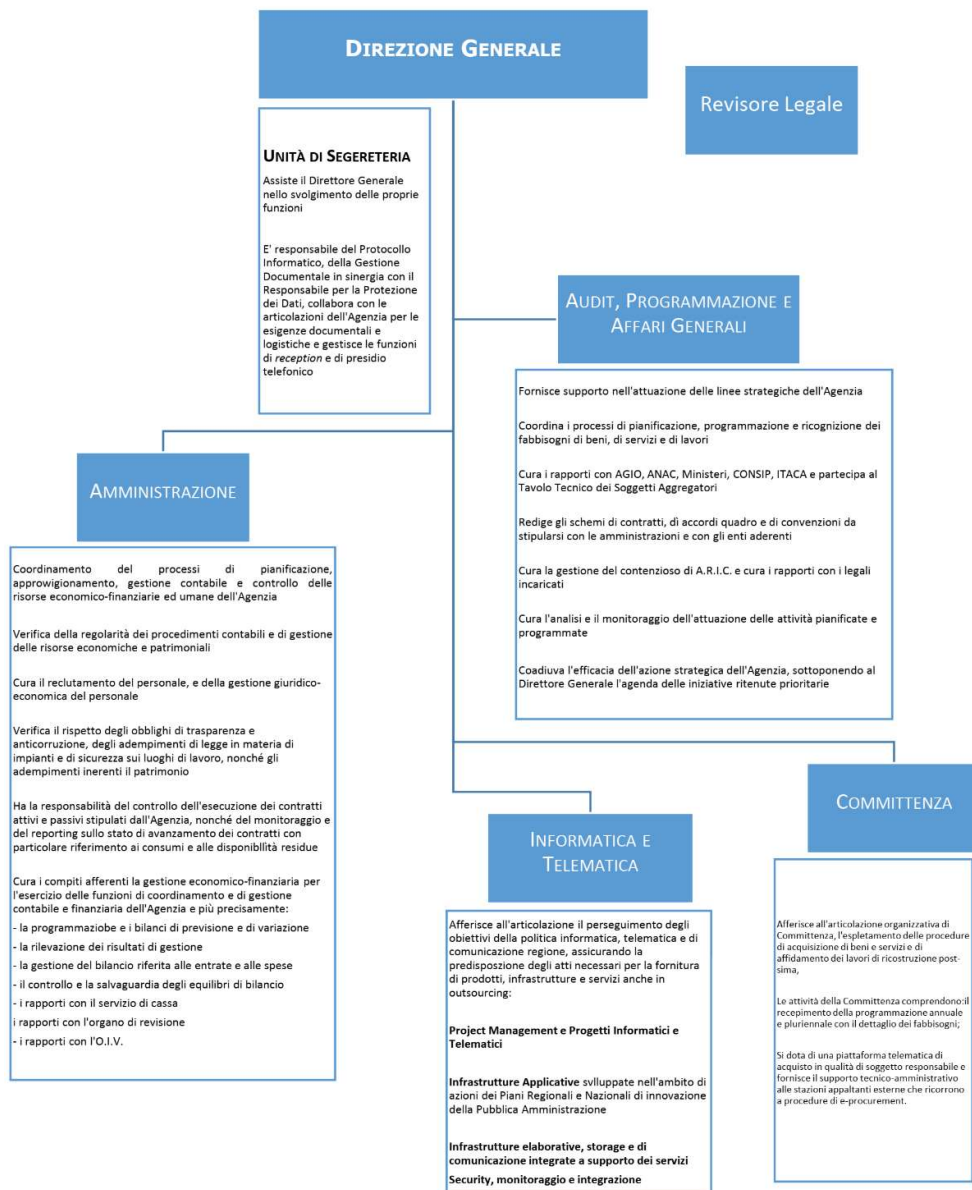 DIREZIONE GENERALE
Revisore Legale
UNITÀ DI SEGERETERIA
Assiste il Direttore Generale
nello svolgimento delle proprie
funzioni
E' responsabile del Protocollo
Informatico, della Gestione
Documentale in sinergia con il
Responsabile per la Protezione
dei Dati, collabora con le
articolazioni dell'Agenzia per le
esigenze documentali e
logistiche e gestisce le funzioni
di reception e di presidio
telefonico
AUDIT, PROGRAMMAZIONE E
AFFARI GENERALI
Fornisce supporto nell'attuazione delle linee strategiche dell'Agenzia
Coordina i processi di pianificazione, programmazione e ricognizione dei
fabbisogni di beni, di servizi e di lavori
Cura i rapporti con AGIO, ANAC, Ministeri, CONSIP, ITACA e partecipa al
Tavolo Tecnico dei Soggetti Aggregatori
Redige gli schemi di contratti, dì accordi quadro e di convenzioni da
stipularsi con le amministrazioni e con gli enti aderenti
Cura la gestione del contenzioso di A.R.I.C. e cura i rapporti con i legali
incaricati
Cura l'analisi e il monitoraggio dell'attuazione delle attività pianificate e
programmate
Coadiuva l'efficacia dell'azione strategica dell'Agenzia, sottoponendo al
Direttore Generale l'agenda delle iniziative ritenute prioritarie
AMMINISTRAZIONE
Coordinamento del processi di pianificazione,
approwigionamento, gestione contabile e controllo delle
risorse economico-finanziarie ed umane dell'Agenzia
Verifica della regolarità dei procedimenti contabili e di gestione
delle risorse economiche e patrimoniali
Cura il reclutamento del personale, e della gestione giuridico-
economica del personale
Verifica il rispetto degli obblighi di trasparenza e
anticorruzione, degli adempimenti di legge in materia di
impianti e di sicurezza sui luoghi di lavoro, nonché gli
adempimenti inerenti il patrimonio
Ha la responsabilità del controllo dell'esecuzione dei contratti
attivi e passivi stipulati dall'Agenzia, nonché del monitoraggio e
del reporting sullo stato di avanzamento dei contratti con
particolare riferimento ai consumi e alle disponibllità residue
Cura i compiti afferenti la gestione economico-finanziaria per
l'esercizio delle funzioni di coordinamento e di gestione
contabile e finanziaria dell'Agenzia e più precisamente:
- la programmaziobe e i bilanci di previsione e di variazione
- la rilevazione dei risultati di gestione
- la gestione del bilancio riferita alle entrate e alle spese
- il controllo e la salvaguardia degli equilibri di bilancio
- i rapporti con il servizio di cassa
i rapporti con l'organo di revisione
- i rapporti con l'O.I.V.
INFORMATICA E
TELEMATICA
Afferisce all'articolazione il perseguimento degli
obiettivi della politica informatica, telematica e di
comunicazione regione, assicurando la
predisposizione degli atti necessari per la fornitura
di prodotti, infrastrutture e servizi anche in
outsourcing:
Project Management e Progetti Informatici e
Telematici
Infrastrutture Applicative svlluppate nell'ambito di
azioni dei Piani Regionali e Nazionali di innovazione
della Pubblica Amministrazione
Infrastrutture elaborative, storage e di
comunicazione integrate a supporto dei servizi
Security, monitoraggio e integrazione
COMMITTENZA
Afferisce all'articolazione organizzativa di
Committenza, l'espletamento delle procedure
di acquisizione di beni e servizi e di
affidamento dei lavori di ricostruzione post-
sima,
Le attività della Committenza comprendono:il
recepimento della programmazione annuale
e pluriennale con il dettaglio dei fabbisogni;
Si dota di una piattaforma telematica di
acquisto in qualità di soggetto responsabile e
fornisce il supporto tecnico-amministrativo
alle stazioni appaltanti esterne che ricorrono
a procedure di e-procurement.